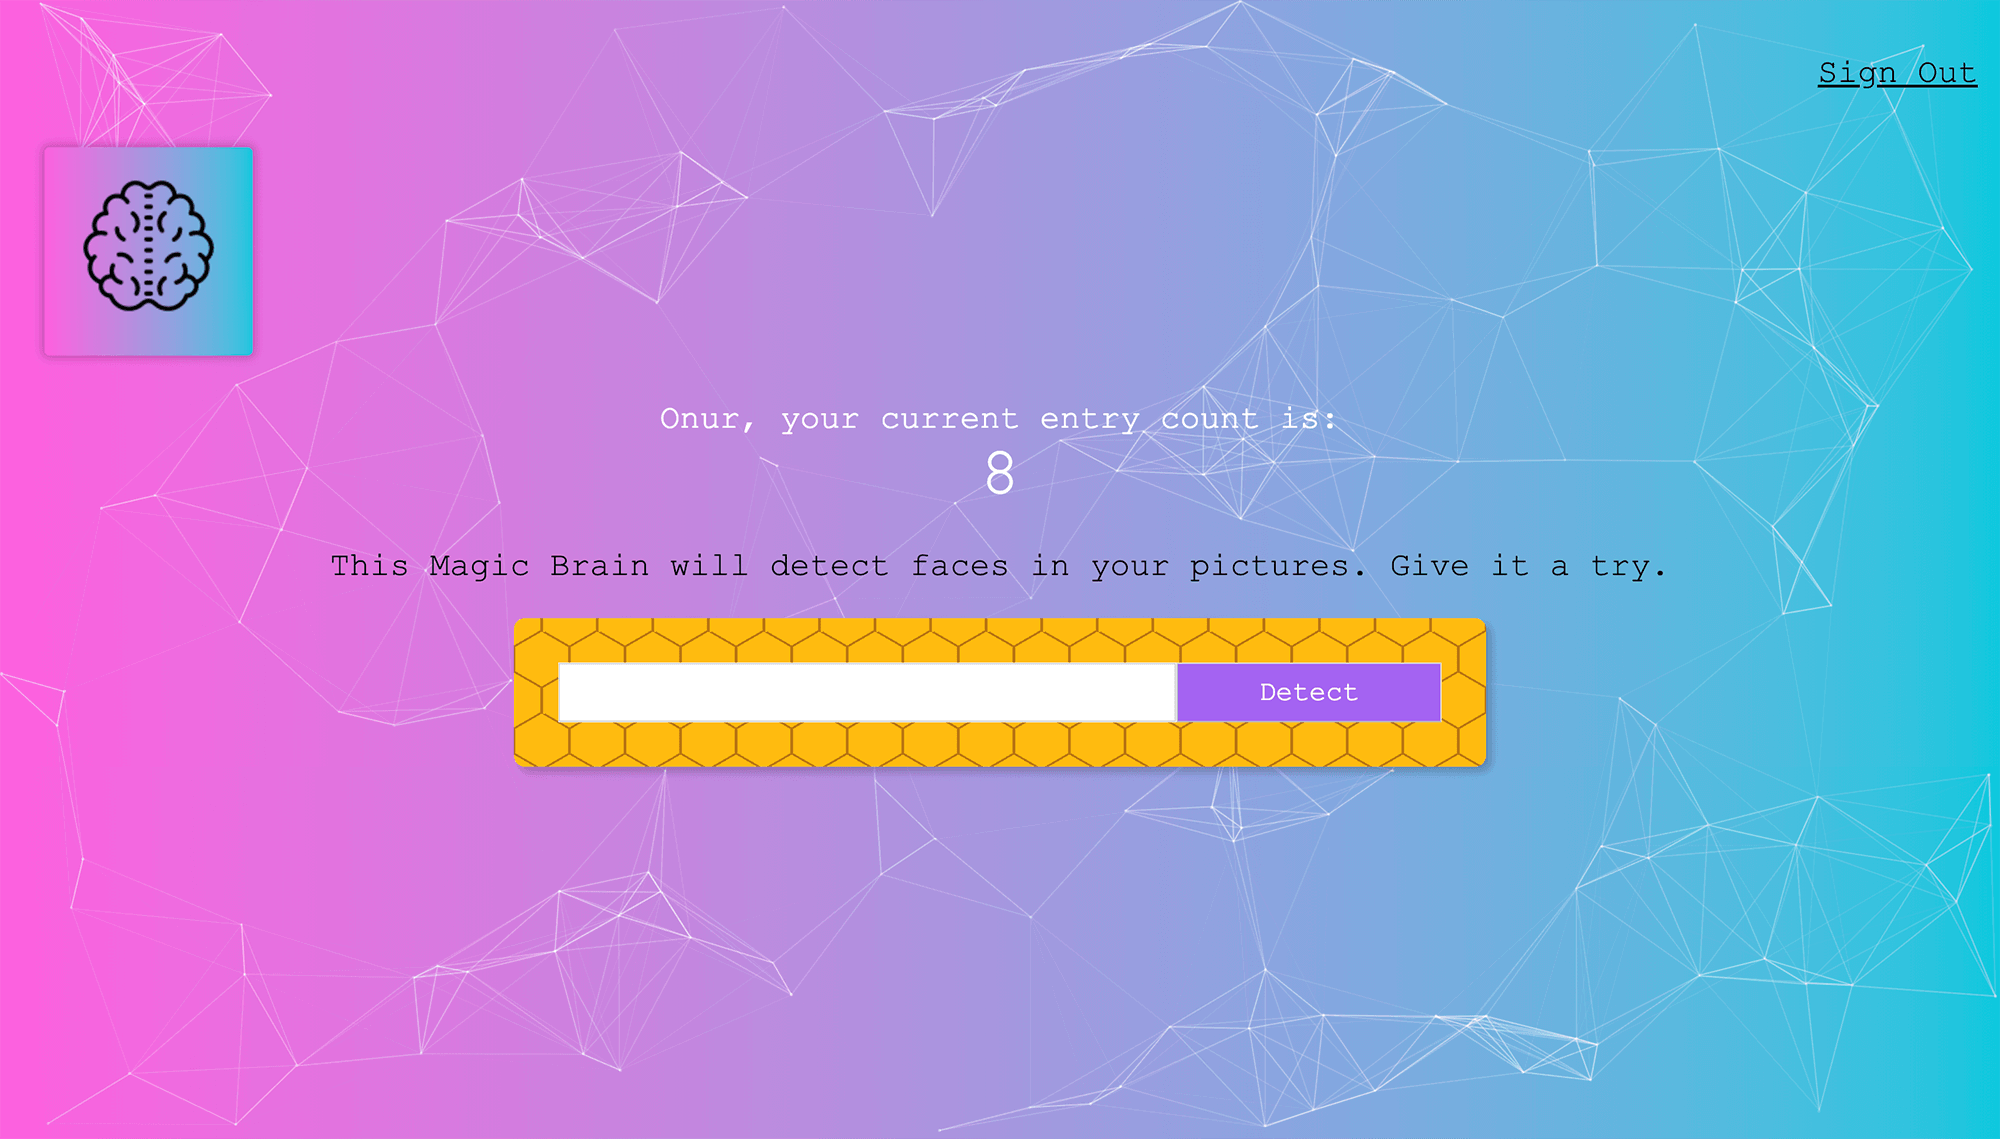 Sign Out
Onur, your current entry count is:
8
This Magic Brain will detect faces in your pictures. Give it a try.
Detect